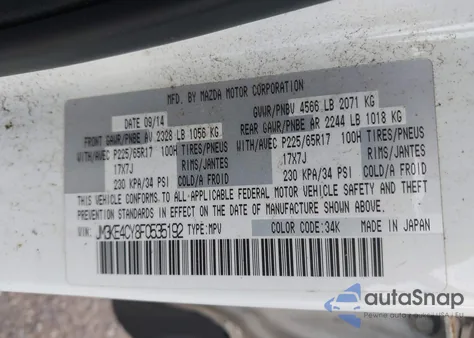 MFD. BY MAZDA MOTOR CORPORATION
DATE 09/14
GVWR/PNBV 4566 LB 2071 KG
FRONT GAWR/PNBE AV 2328 LB 1056 KG
REAR GAWR/PNBE AR 2244 LB 1018 KG
WITH/AVEC P225/65R17 100H TIRES/PNEUS
WITH/AVEC P225/65R17 100H TIRES/PNEUS
17X7J RIMS/JANTES
17X7J RIMS/JANTES
230 KPA/34 PSI COLD/A FROID
230 KPA/34 PSI COLD/A FROID
THIS VEHICLE CONFORMS TO ALL APPLICABLE FEDERAL MOTOR VEHICLE SAFETY AND THEFT
PREVENTION STANDARDS IN EFFECT ON THE DATE OF MANUFACTURE SHOWN ABOVE.
VIN: JM3KE4CY8F0535192 TYPE:MPV
COLOR CODE:34K
MADE IN JAPAN
autoSnap
Pewne auto z USA i EU